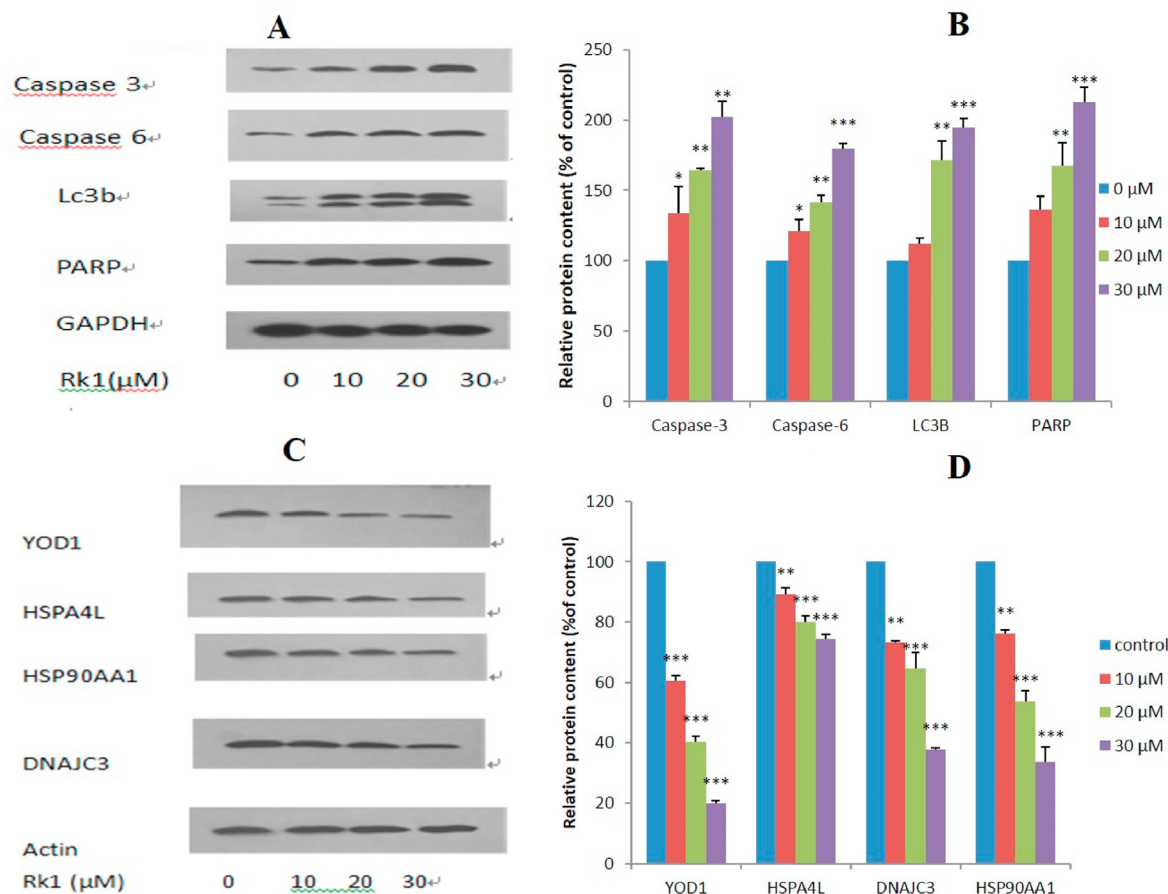 A
Caspase 3↵
Caspase 6↵
Lc3b ↵
PARP↵
GAPDH↵
Rk1(μM) 0 10 20 30↵
B
Relative protein content (% of control)
250
200
150
100
50
0
* ** **
* ** ***
** ***
** ***
Caspase-3 Caspase-6 LC3B PARP
0 μM
10 μM
20 μM
30 μM
C
YOD1
HSPA4L
HSP90AA1
DNAJC3
Actin
Rk1 (μM) 0 10 20 30↵
D
Relative protein content (%of control)
120
100
80
60
40
20
0
*** *** ***
** *** ***
** *** ***
** *** ***
YOD1 HSPA4L DNAJC3 HSP90AA1
control
10 μM
20 μM
30 μM